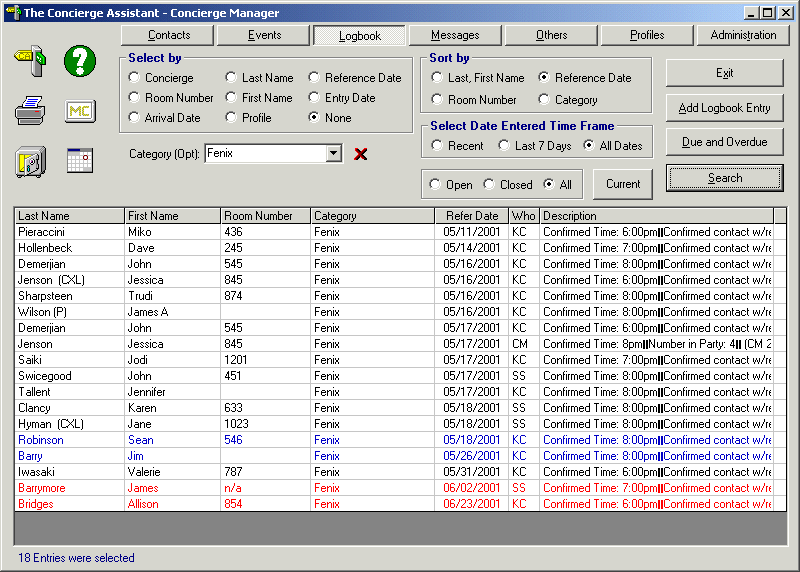 The Concierge Assistant - Concierge Manager
Contacts Events Logbook Messages Others Profiles Administration
Select by
Concierge Last Name Reference Date
Room Number First Name Entry Date
Arrival Date Profile None
Category (Opt): Fenix
Sort by
Last, First Name Reference Date
Room Number Category
Select Date Entered Time Frame
Recent Last 7 Days All Dates
Open Closed All Current
Exit
Add Logbook Entry
Due and Overdue
Search
MC
Last Name First Name Room Number Category Refer Date Who Description
Pieraccini Miko 436 Fenix 05/11/2001 KC Confirmed Time: 6:00pm||Confirmed contact w/re
Hollenbeck Dave 245 Fenix 05/14/2001 KC Confirmed Time: 7:00pm||Confirmed contact w/re
Demerjian John 545 Fenix 05/16/2001 KC Confirmed Time: 8:00pm||Confirmed contact w/re
Jenson (CXL) Jessica 845 Fenix 05/16/2001 KC Confirmed Time: 6:00pm||Confirmed contact w/re
Sharpsteen Trudi 874 Fenix 05/16/2001 KC Confirmed Time: 8:00pm||Confirmed contact w/re
Wilson (P) James A Fenix 05/16/2001 KC Confirmed Time: 6:00pm||Confirmed contact w/re
Demerjian John 545 Fenix 05/17/2001 KC Confirmed Time: 8:00pm||Confirmed contact w/re
Jenson Jessica 845 Fenix 05/17/2001 CM Confirmed Time: 8pm||Number in Party: 4|| (CM 2
Saiki Jodi 1201 Fenix 05/17/2001 KC Confirmed Time: 7:00pm||Confirmed contact w/re
Swicegood John 451 Fenix 05/17/2001 SS Confirmed Time: 8:00pm||Confirmed contact w/re
Tallent Jennifer Fenix 05/17/2001 KC Confirmed Time: 6:00pm||Confirmed contact w/re
Clancy Karen 633 Fenix 05/18/2001 SS Confirmed Time: 8:00pm||Confirmed contact w/re
Hyman (CXL) Jane 1023 Fenix 05/18/2001 SS Confirmed Time: 8:00pm||Confirmed contact w/re
Robinson Sean 546 Fenix 05/18/2001 KC Confirmed Time: 8:00pm||Confirmed contact w/re
Barry Jim Fenix 05/26/2001 KC Confirmed Time: 8:00pm||Confirmed contact w/re
Iwasaki Valerie 787 Fenix 05/31/2001 KC Confirmed Time: 6:00pm||Confirmed contact w/re
Barrymore James n/a Fenix 06/02/2001 SS Confirmed Time: 7:00pm||Confirmed contact w/re
Bridges Allison 854 Fenix 06/23/2001 KC Confirmed Time: 6:00pm||Confirmed contact w/re
18 Entries were selected